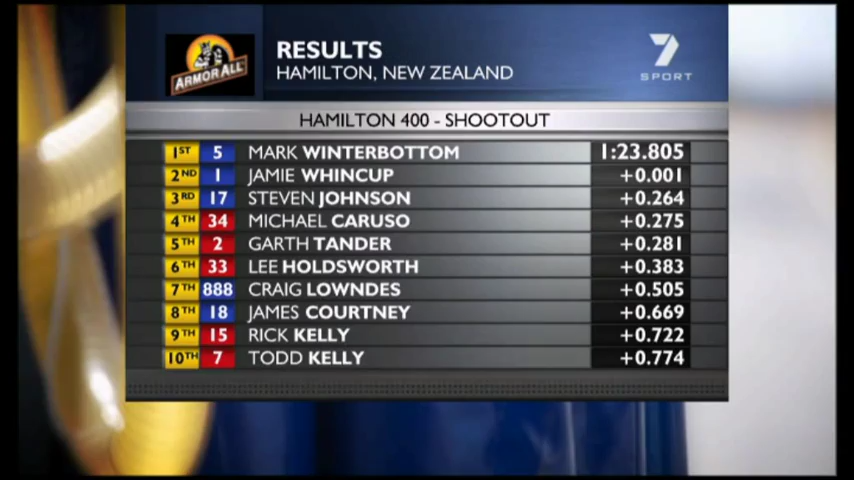 ARMOR ALL
RESULTS
HAMILTON, NEW ZEALAND
7
SPORT
HAMILTON 400 - SHOOTOUT
1ST 5 MARK WINTERBOTTOM 1:23.805
2ND 1 JAMIE WHINCUP +0.001
3RD 17 STEVEN JOHNSON +0.264
4TH 34 MICHAEL CARUSO +0.275
5TH 2 GARTH TANDER +0.281
6TH 33 LEE HOLDSWORTH +0.383
7TH 888 CRAIG LOWNDES +0.505
8TH 18 JAMES COURTNEY +0.669
9TH 15 RICK KELLY +0.722
10TH 7 TODD KELLY +0.774